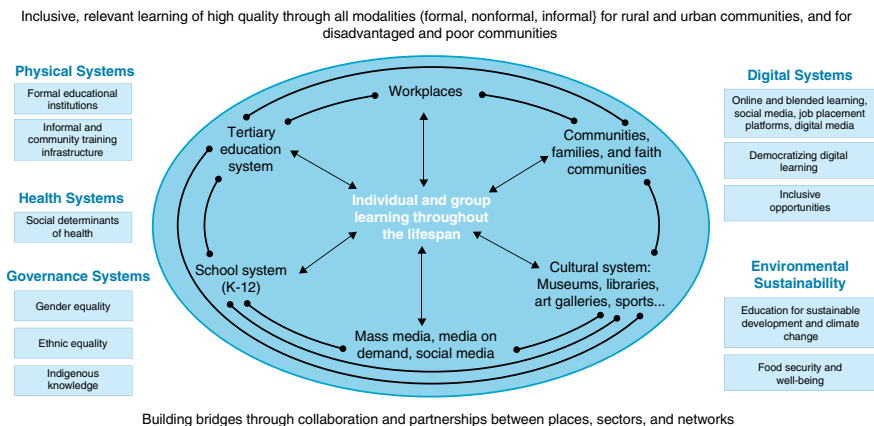 Inclusive, relevant learning of high quality through all modalities (formal, nonformal, informal} for rural and urban communities, and for
disadvantaged and poor communities
Physical Systems
Formal educational
institutions
Informal and
community training
infrastructure
Health Systems
Social determinants
of health
Governance Systems
Gender equality
Ethnic equality
Indigenous
knowledge
Workplaces
Tertiary
education
system
Communities,
families, and faith
communities
Individual and group
learning throughout
the lifespan
School system
(K-12)
Cultural system:
Museums, libraries,
art galleries, sports...
Mass media, media on
demand, social media
Digital Systems
Online and blended learning,
social media, job placement
platforms, digital media
Democratizing digital
learning
Inclusive
opportunities
Environmental
Sustainability
Education for sustainable
development and climate
change
Food security and
well-being
Building bridges through collaboration and partnerships between places, sectors, and networks